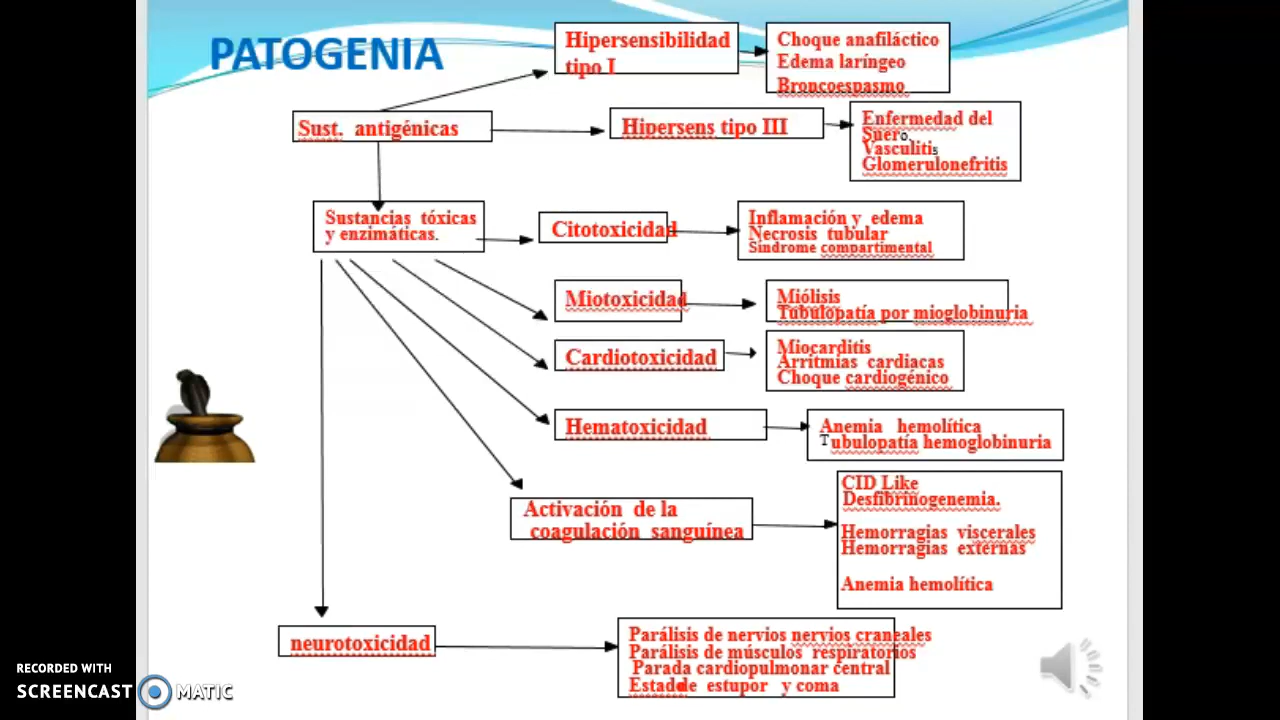 PATOGENIA
Hipersensibilidad
tipo I
Choque anafiláctico
Edema laríngeo
Broncoespasmo
Sust. antigénicas
Hipersens tipo III
Enfermedad del
Suero.
Vasculitis
Glomerulonefritis
Sustancias tóxicas
y enzimáticas.
Citotoxicidad
Inflamación y edema
Necrosis tubular
Síndrome compartimental
Miotoxicidad
Miólisis
Tubulopatía por mioglobinuria
Cardiotoxicidad
Miocarditis
Arritmias cardiacas
Choque cardiogénico
Hematoxicidad
Anemia hemolítica
Tubulopatía hemoglobinuria
Activación de la
coagulación sanguínea
CID Like
Desfibrinogenemia.
Hemorragias viscerales
Hemorragias externas
Anemia hemolítica
neurotoxicidad
Parálisis de nervios nervios craneales
Parálisis de músculos respiratorios
Parada cardiopulmonar central
Estado de estupor y coma
RECORDED WITH
SCREENCAST MATIC